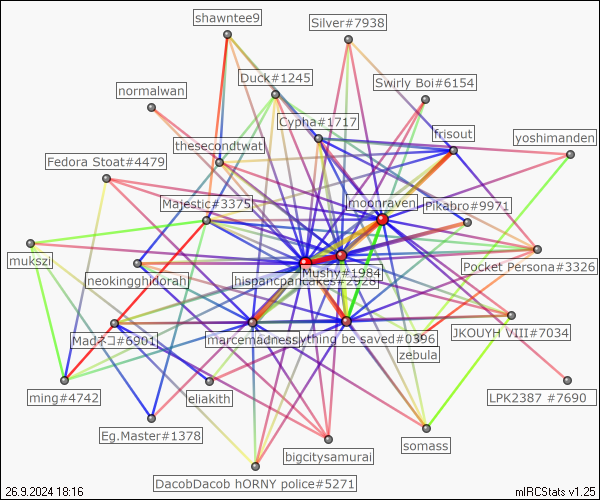 shawntee9
Silver#7938
Duck#1245
Swirly Boi#6154
normalwan
Cypha#1717
frisout
yoshimanden
thesecondtwat
Fedora Stoat#4479
Majestic#3375
moonraven
Pikabro#9971
mukszi
neokingghidorah
Mushy#1984
Pocket Persona#3326
hispancpancakes#2928
Madネコ#6901
marcemadness
ything be saved#0396
JKOUYH VIII#7034
zebula
ming#4742
eliakith
LPK2387 #7690
Eg.Master#1378
somass
bigcitysamurai
DacobDacob hORNY police#5271
26.9.2024 18:16
mIRCStats v1.25